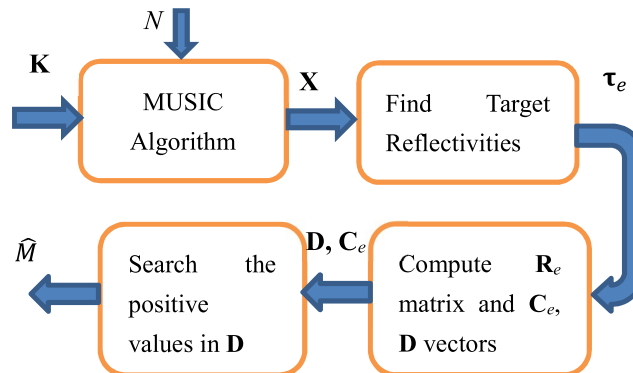 N
K
MUSIC
Algorithm
X
Find Target
Reflectivities
τₑ
Compute Rₑ
matrix and Cₑ,
D vectors
D, Cₑ
Search the
positive
values in D
M̂